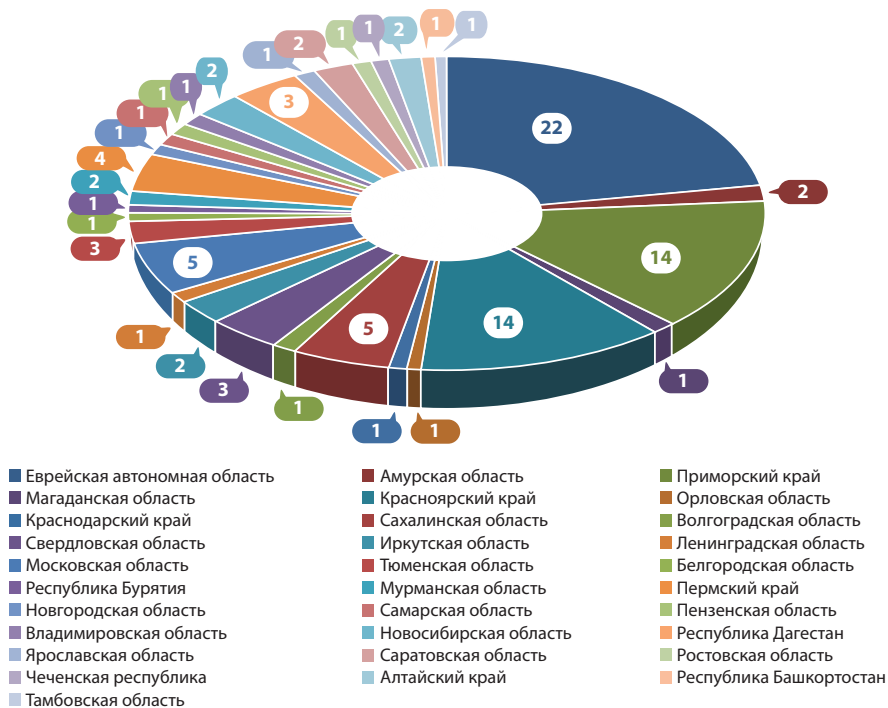 1
2
1
1
2
1
1
2
1
1
1
1
4
2
1
1
3
3
22
2
14
5
14
5
1
1
2
3
1
1
1
Еврейская автономная область
Амурская область
Приморский край
Магаданская область
Красноярский край
Орловская область
Краснодарский край
Сахалинская область
Волгоградская область
Свердловская область
Иркутская область
Ленинградская область
Московская область
Тюменская область
Белгородская область
Республика Бурятия
Мурманская область
Пермский край
Новгородская область
Самарская область
Пензенская область
Владимировская область
Новосибирская область
Республика Дагестан
Ярославская область
Саратовская область
Ростовская область
Чеченская республика
Алтайский край
Республика Башкортостан
Тамбовская область